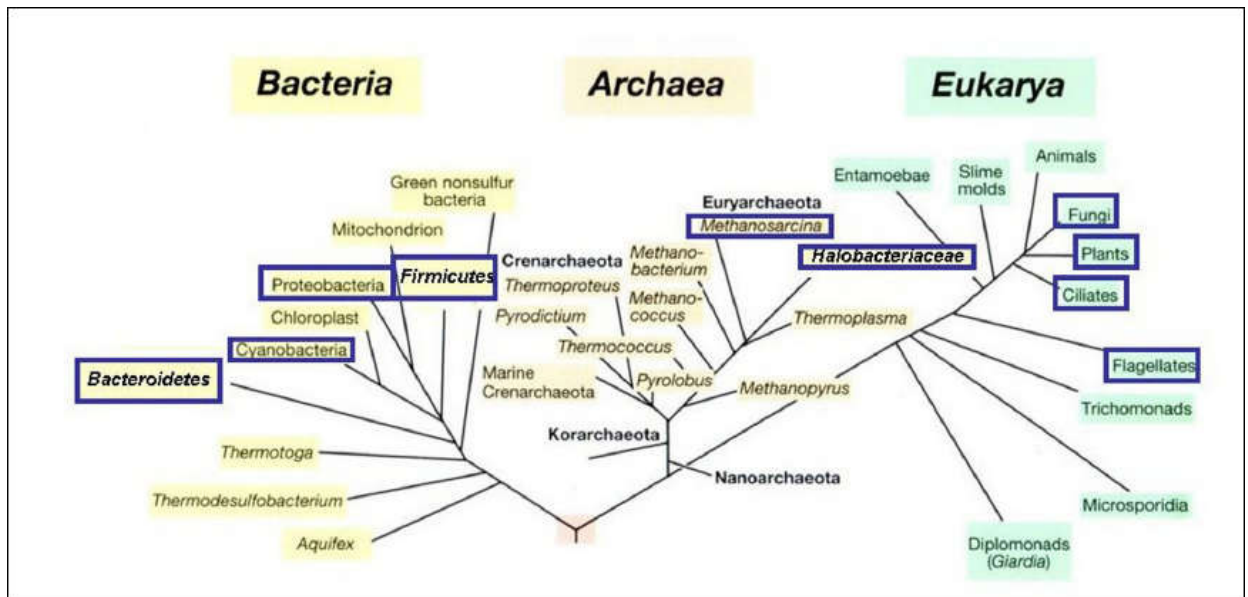 Bacteria
Archaea
Eukarya
Green nonsulfur
bacteria
Mitochondrion
Proteobacteria
Firmicutes
Chloroplast
Cyanobacteria
Bacteroidetes
Thermotoga
Thermodesulfobacterium
Aquifex
Crenarchaeota
Thermoproteus
Pyrodictium
Thermococcus
Marine
Crenarchaeota
Pyrolobus
Korarchaeota
Nanoarchaeota
Euryarchaeota
Methanosarcina
Methano-
bacterium
Methano-
coccus
Halobacteriaceae
Thermoplasma
Methanopyrus
Entamoebae
Slime
molds
Animals
Fungi
Plants
Ciliates
Flagellates
Trichomonads
Microsporidia
Diplomonads
(Giardia)